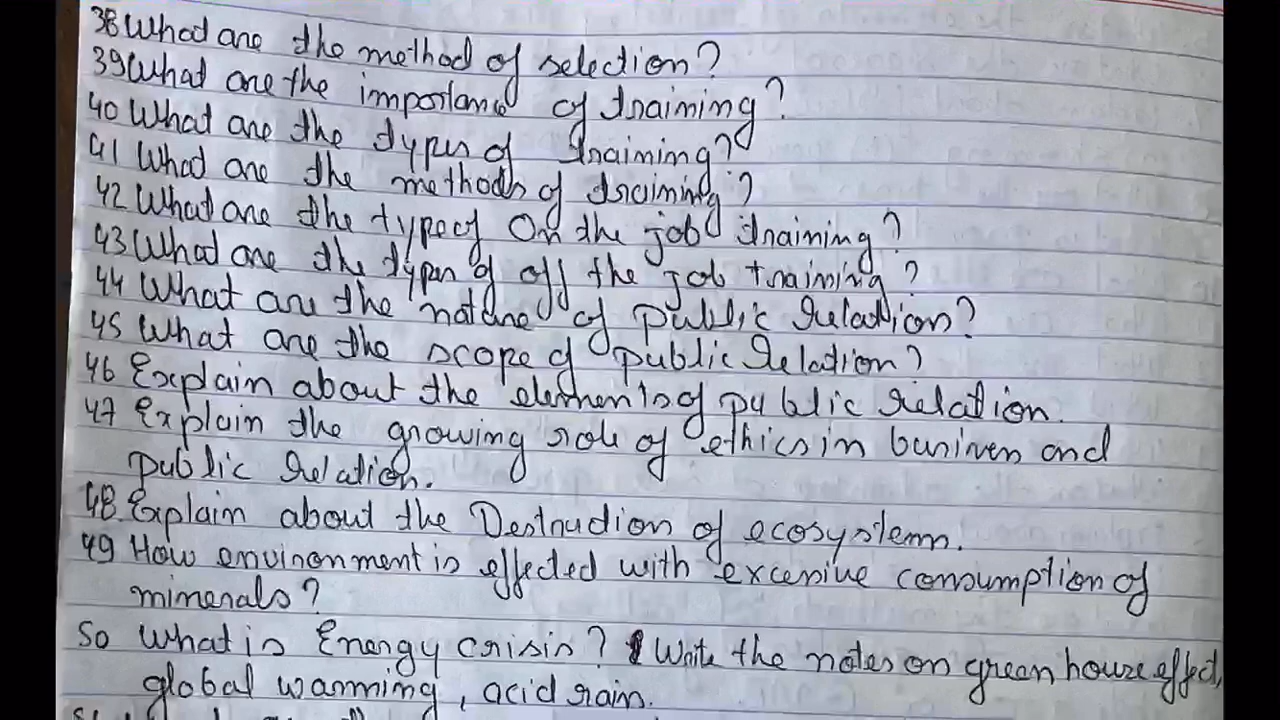 38 What are the method of selection?
39 What are the importance of training?
40 What are the types of training?
41 What are the methods of training?
42 What are the type of On the job training?
43 What are the types of off the job training?
44 What are the nature of public relation?
45 What are the scope of public relation?
46 Explain about the elements of public relation.
47 Explain the growing role of ethics in business and
public relation.
48. Explain about the Destruction of ecosystem.
49 How environment is effected with excessive consumption of
minerals?
50 What is Energy crisis? Write the notes on green house effect,
global warming, acid rain.